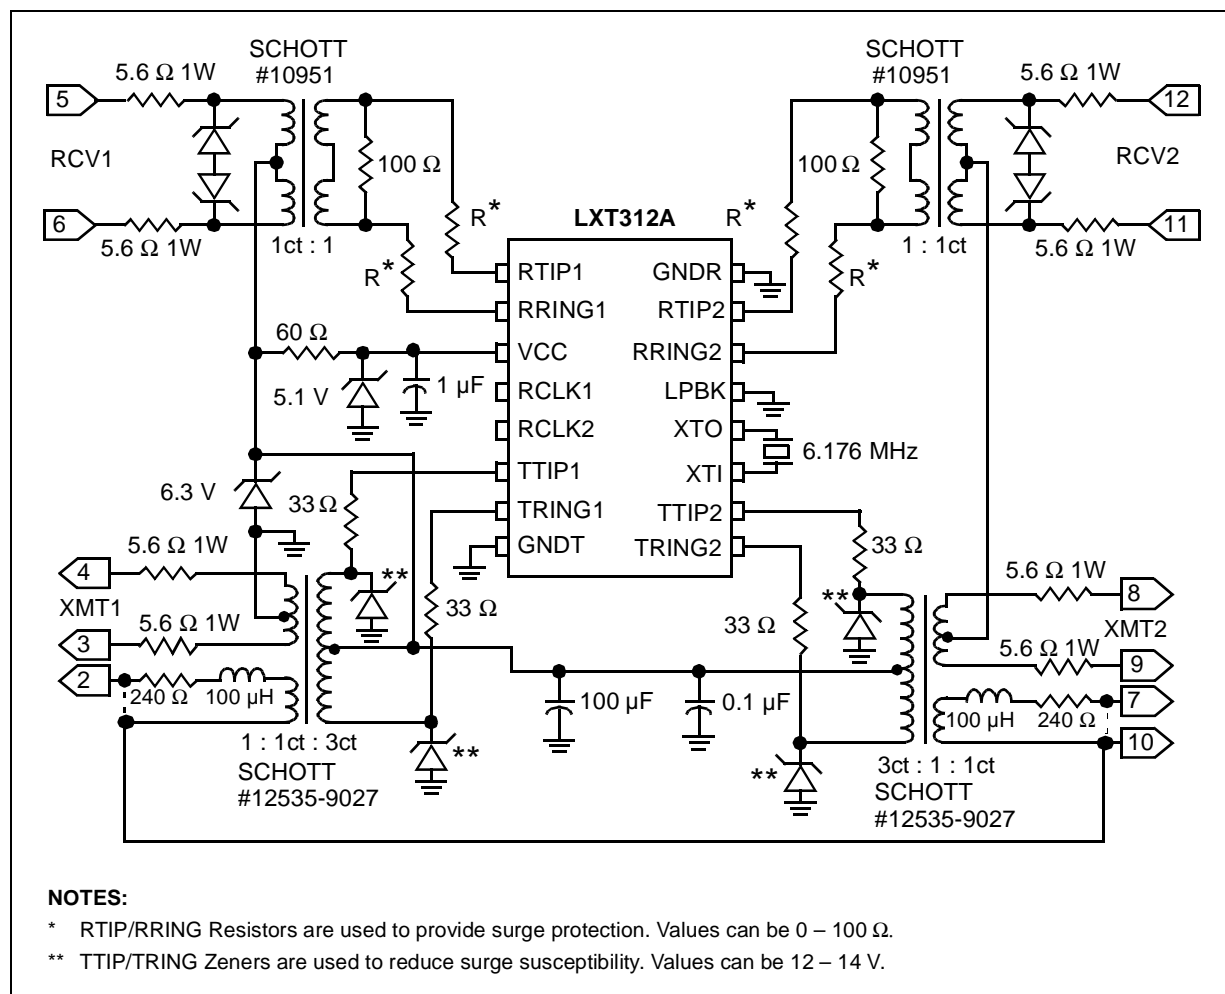 SCHOTT
#10951
SCHOTT
#10951
5.6 Ω 1W
5.6 Ω 1W
5
12
RCV1
100 Ω
100 Ω
RCV2
6
R*
LXT312A
R*
11
5.6 Ω 1W
1ct : 1
1 : 1ct
5.6 Ω 1W
R*
RTIP1
GNDR
R*
RRING1
RTIP2
60 Ω
VCC
RRING2
5.1 V
1 µF
RCLK1
LPBK
RCLK2
XTO
6.176 MHz
6.3 V
33 Ω
TTIP1
XTI
TRING1
TTIP2
GNDT
TRING2
33 Ω
5.6 Ω 1W
4
**
5.6 Ω 1W
XMT1
33 Ω
33 Ω
**
8
5.6 Ω 1W
XMT2
3
5.6 Ω 1W
9
2
240 Ω
100 µH
100 µF
0.1 µF
100 µH
240 Ω
7
1 : 1ct : 3ct
**
**
10
SCHOTT
#12535-9027
3ct : 1 : 1ct
SCHOTT
#12535-9027
NOTES:
* RTIP/RRING Resistors are used to provide surge protection. Values can be 0 – 100 Ω.
** TTIP/TRING Zeners are used to reduce surge susceptibility. Values can be 12 – 14 V.